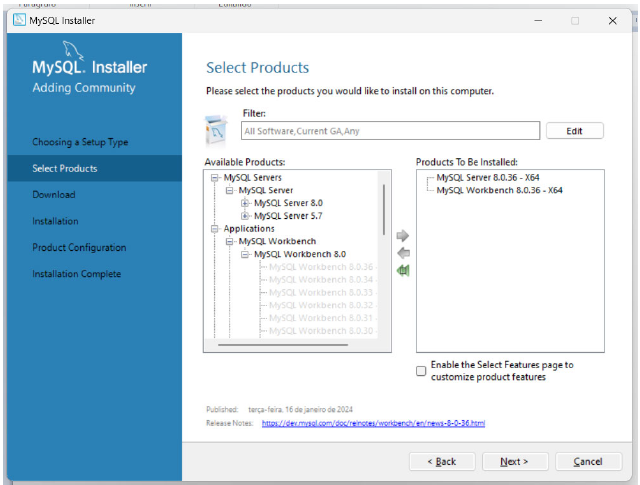 MySQL Installer
MySQL. Installer
Adding Community
Choosing a Setup Type
Select Products
Download
Installation
Product Configuration
Installation Complete
Select Products
Please select the products you would like to install on this computer.
Filter:
All Software,Current GA,Any
Edit
Available Products:
MySQL Servers
MySQL Server
MySQL Server 8.0
MySQL Server 5.7
Applications
MySQL Workbench
MySQL Workbench 8.0
MySQL Workbench 8.0.36 -
MySQL Workbench 8.0.34 -
MySQL Workbench 8.0.33 -
MySQL Workbench 8.0.32 -
MySQL Workbench 8.0.31 -
MySQL Workbench 8.0.30 -
Products To Be Installed:
MySQL Server 8.0.36 - X64
MySQL Workbench 8.0.36 - X64
Enable the Select Features page to
customize product features
Published: terça-feira, 16 de janeiro de 2024
Release Notes: https://dev.mysql.com/doc/relnotes/workbench/en/news-8-0-36.html
< Back
Next >
Cancel